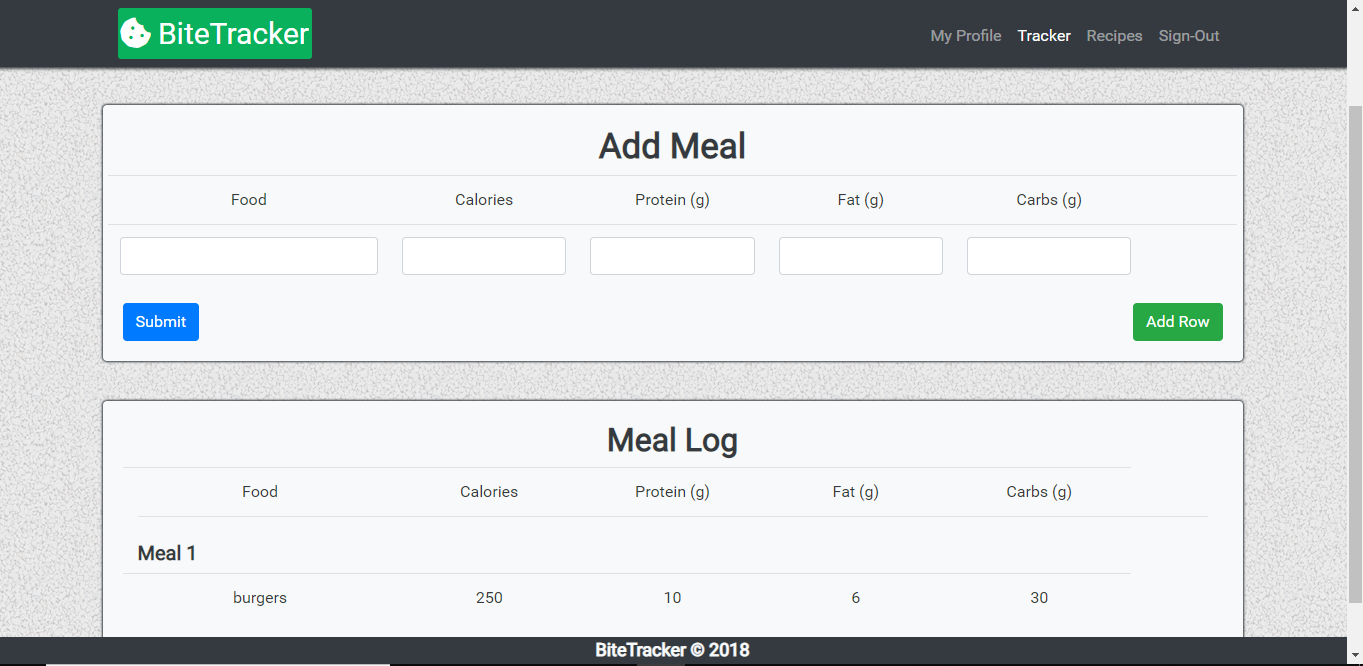 BiteTracker My Profile Tracker Recipes Sign-Out
Add Meal
Food Calories Protein (g) Fat (g) Carbs (g)
Submit Add Row
Meal Log
Food Calories Protein (g) Fat (g) Carbs (g)
Meal 1
burgers 250 10 6 30
BiteTracker © 2018